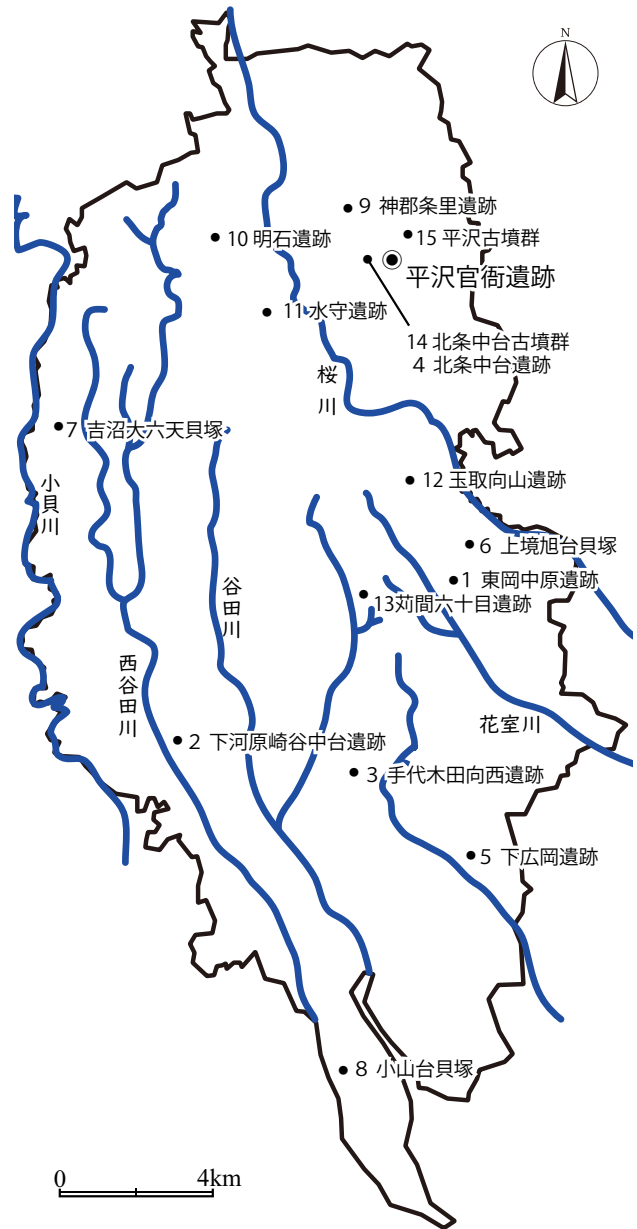 N
9 神郡条里遺跡
10 明石遺跡
15 平沢古墳群
平沢官衙遺跡
11 水守遺跡
14 北条中台古墳群
4 北条中台遺跡
桜川
7 吉沼大六天貝塚
小貝川
12 玉取向山遺跡
6 上境旭台貝塚
1 東岡中原遺跡
13苅間六十目遺跡
谷田川
西谷田川
花室川
2 下河原崎谷中台遺跡
3 手代木田向西遺跡
5 下広岡遺跡
8 小山台貝塚
0 4km